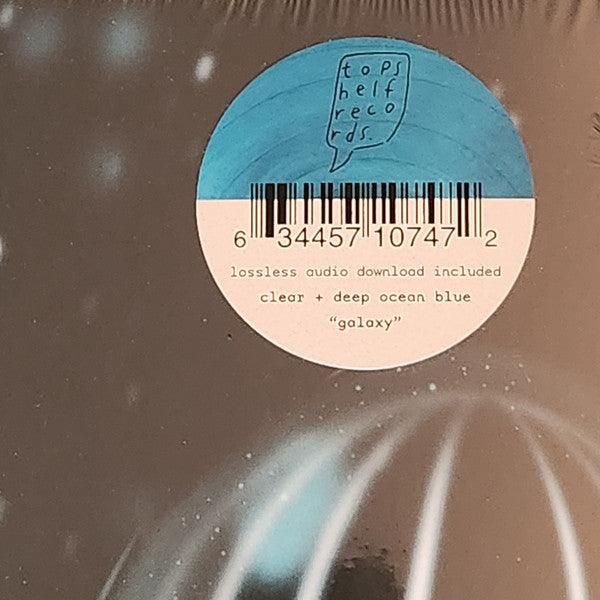 tops
helf
reco
rds.
6 34457 10747 2
lossless audio download included
clear + deep ocean blue
“galaxy”